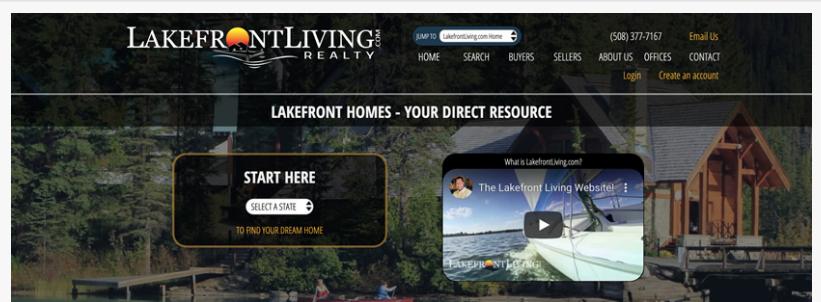 LAKEFRONTLIVING.COM
REALTY
JUMP TO LakefrontLiving.com Home
(508) 377-7167 Email Us
HOME SEARCH BUYERS SELLERS ABOUT US OFFICES CONTACT
Login Create an account
LAKEFRONT HOMES - YOUR DIRECT RESOURCE
START HERE
SELECT A STATE
TO FIND YOUR DREAM HOME
What is LakefrontLiving.com?
The Lakefront Living Website!
LAKEFRONTLIVING